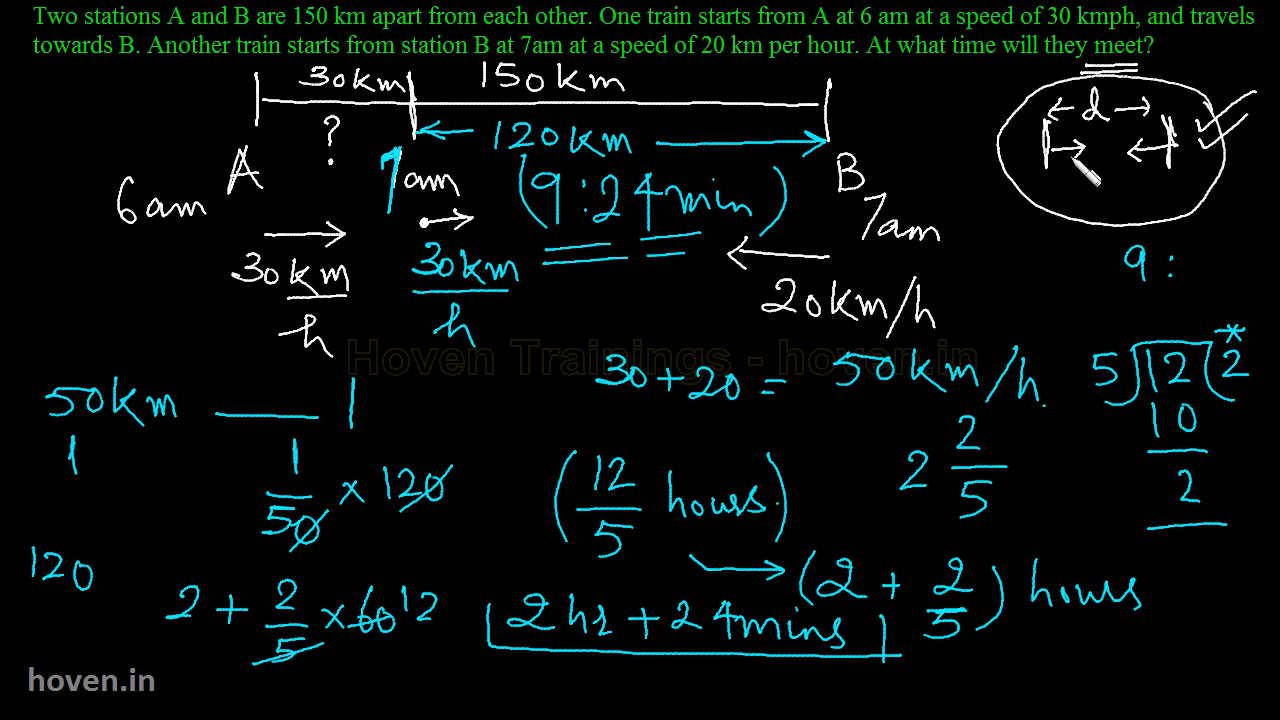 Two stations A and B are 150 km apart from each other. One train starts from A at 6 am at a speed of 30 kmph, and travels
towards B. Another train starts from station B at 7am at a speed of 20 km per hour. At what time will they meet?
30km 150km
← d →
? ← 120km →
→ ←
A 7am (9:24min) B
6am 7am
→ → ←
30km/h 30km/h 20km/h
9:
Hoven Trainings - hoven.in
30+20= 50km/h. 5)12(2
*
10
2
50km — 1
1 1/50 × 120 (12/5 hours) 2 2/5
120
→ (2 + 2/5) hours
2 + 2/5 × 60 12 2hr + 24mins
hoven.in